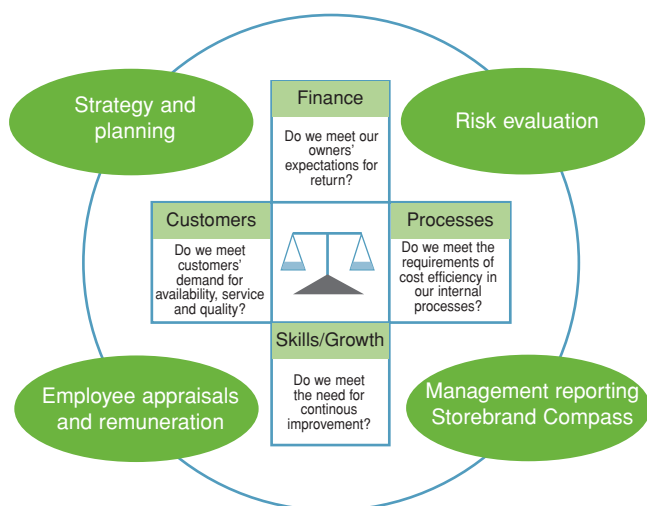 Strategy and
planning
Finance
Do we meet our
owners'
expectations for
return?
Risk evaluation
Customers
Do we meet
customers'
demand for
availability, service
and quality?
Processes
Do we meet the
requirements of
cost efficiency in
our internal
processes?
Skills/Growth
Do we meet
the need for
continous
improvement?
Employee appraisals
and remuneration
Management reporting
Storebrand Compass